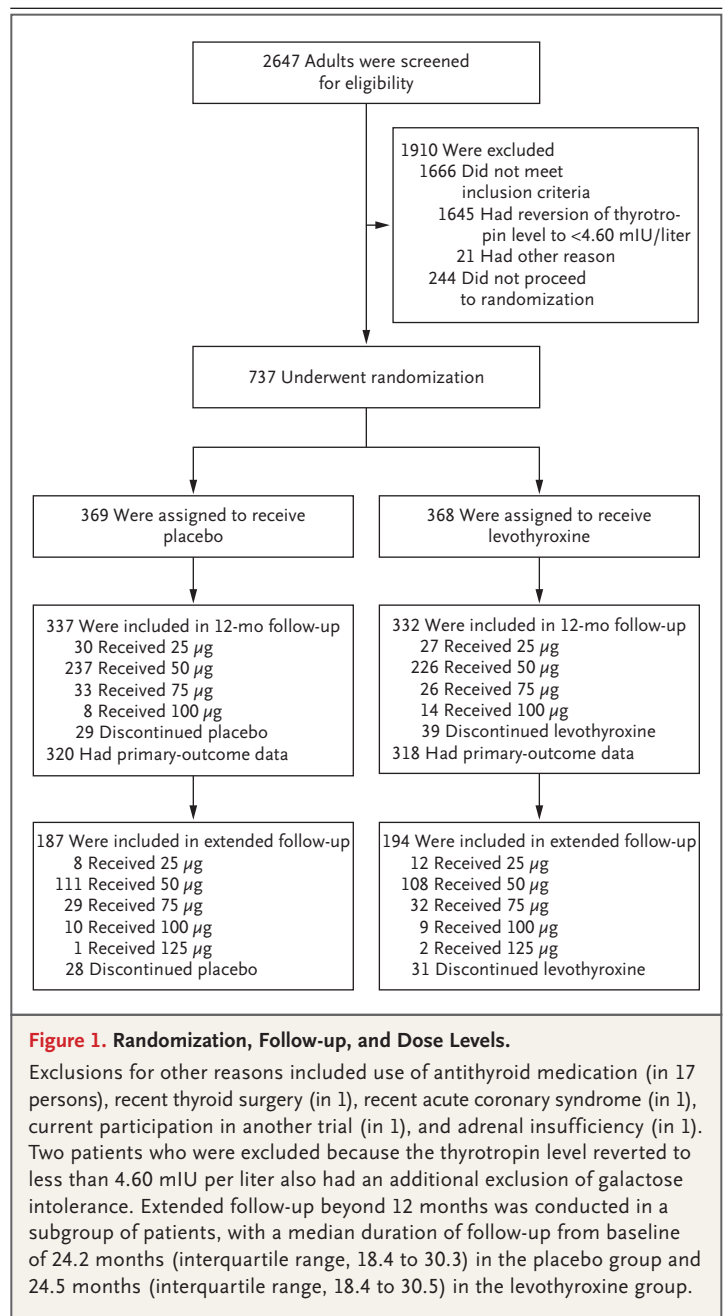 2647 Adults were screened
for eligibility
1910 Were excluded
1666 Did not meet
inclusion criteria
1645 Had reversion of thyrotro-
pin level to <4.60 mIU/liter
21 Had other reason
244 Did not proceed
to randomization
737 Underwent randomization
369 Were assigned to receive
placebo
368 Were assigned to receive
levothyroxine
337 Were included in 12-mo follow-up
30 Received 25 µg
237 Received 50 µg
33 Received 75 µg
8 Received 100 µg
29 Discontinued placebo
320 Had primary-outcome data
332 Were included in 12-mo follow-up
27 Received 25 µg
226 Received 50 µg
26 Received 75 µg
14 Received 100 µg
39 Discontinued levothyroxine
318 Had primary-outcome data
187 Were included in extended follow-up
8 Received 25 µg
111 Received 50 µg
29 Received 75 µg
10 Received 100 µg
1 Received 125 µg
28 Discontinued placebo
194 Were included in extended follow-up
12 Received 25 µg
108 Received 50 µg
32 Received 75 µg
9 Received 100 µg
2 Received 125 µg
31 Discontinued levothyroxine
Figure 1. Randomization, Follow-up, and Dose Levels.
Exclusions for other reasons included use of antithyroid medication (in 17
persons), recent thyroid surgery (in 1), recent acute coronary syndrome (in 1),
current participation in another trial (in 1), and adrenal insufficiency (in 1).
Two patients who were excluded because the thyrotropin level reverted to
less than 4.60 mIU per liter also had an additional exclusion of galactose
intolerance. Extended follow-up beyond 12 months was conducted in a
subgroup of patients, with a median duration of follow-up from baseline
of 24.2 months (interquartile range, 18.4 to 30.3) in the placebo group and
24.5 months (interquartile range, 18.4 to 30.5) in the levothyroxine group.